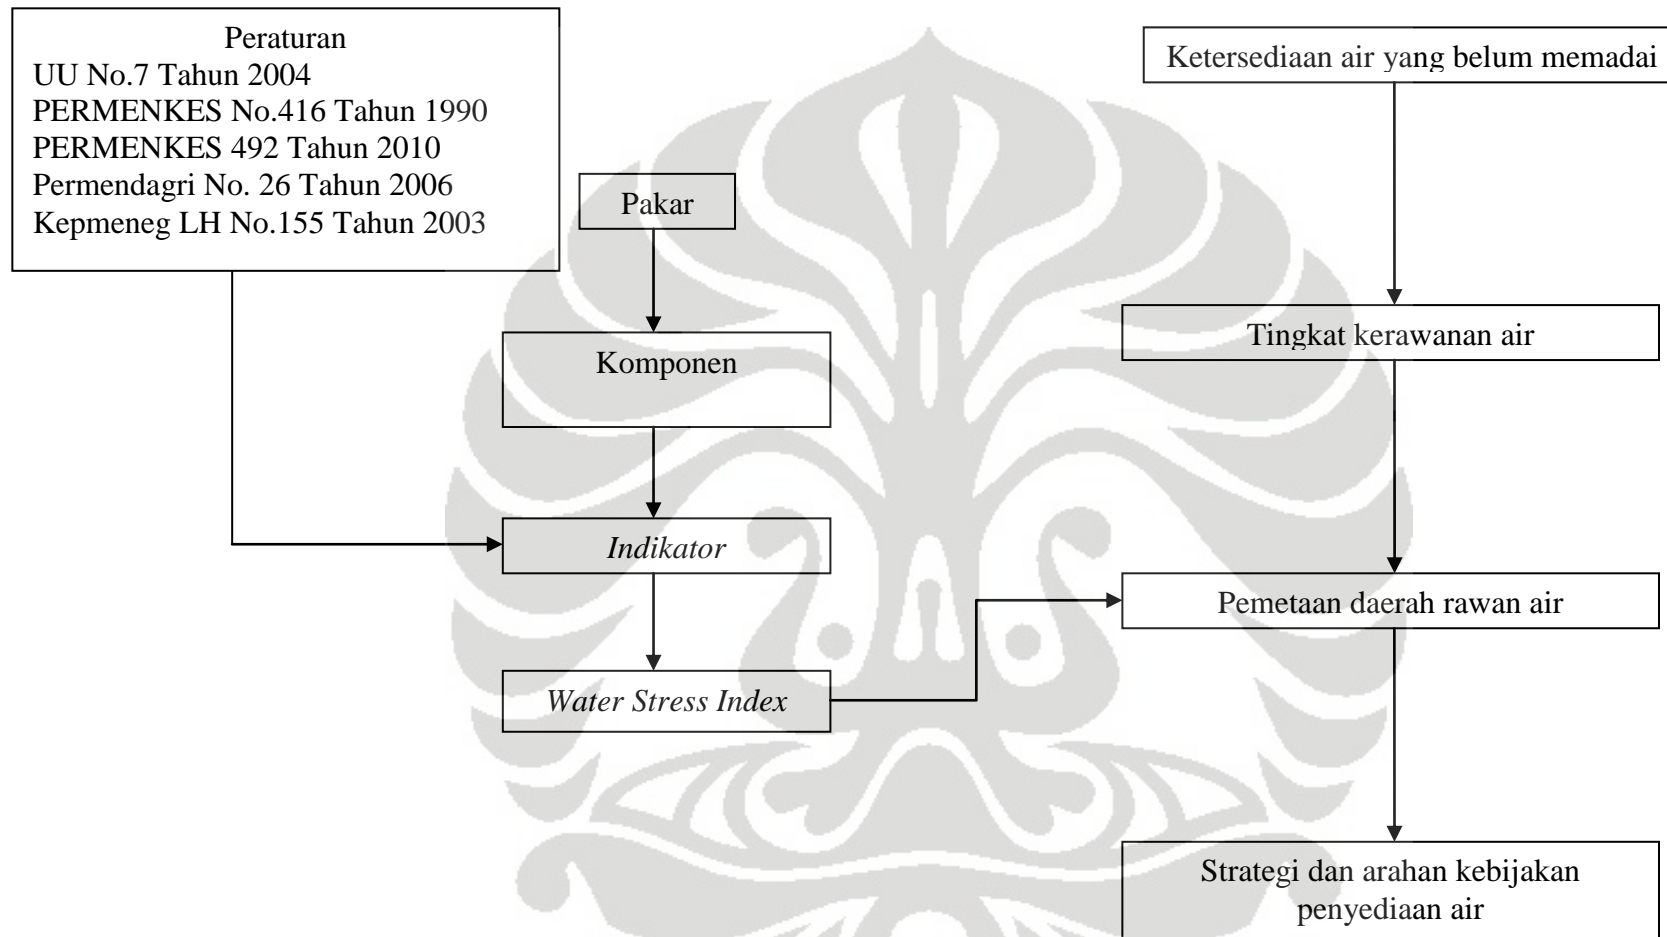 Peraturan
UU No.7 Tahun 2004
PERMENKES No.416 Tahun 1990
PERMENKES 492 Tahun 2010
Permendagri No. 26 Tahun 2006
Kepmeneg LH No.155 Tahun 2003
Pakar
Komponen
Indikator
Water Stress Index
Ketersediaan air yang belum memadai
Tingkat kerawanan air
Pemetaan daerah rawan air
Strategi dan arahan kebijakan
penyediaan air